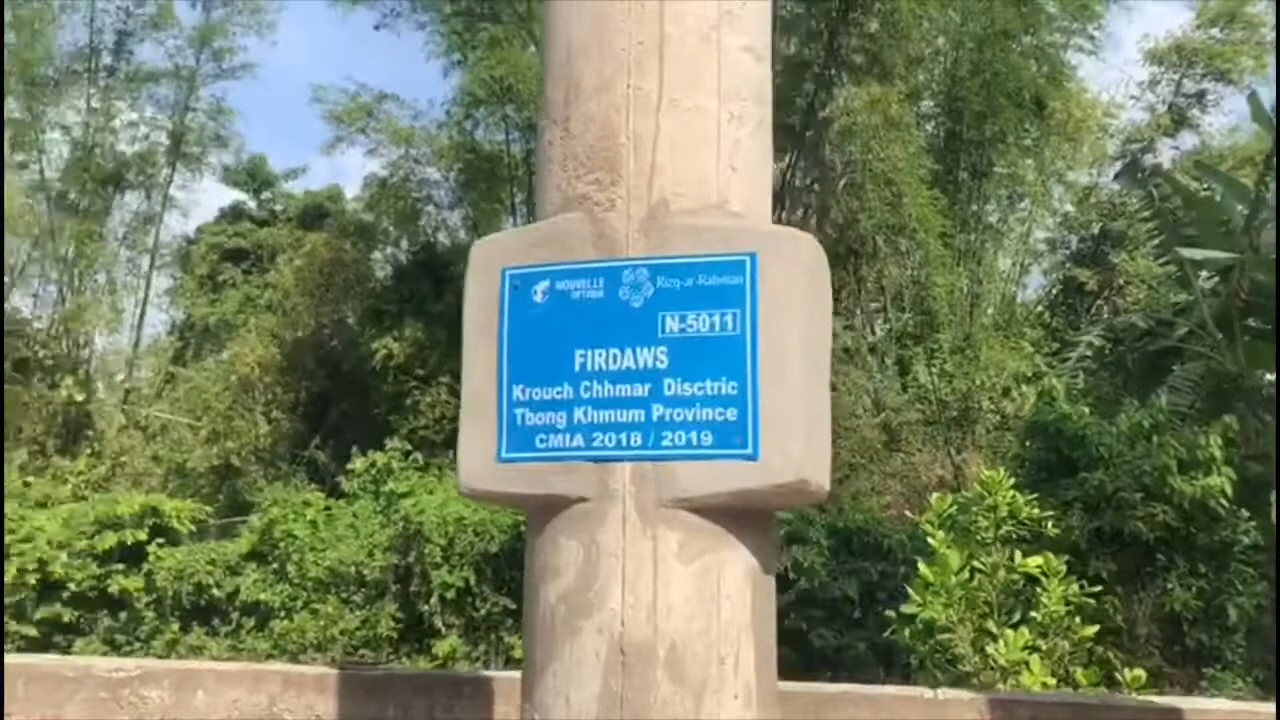 NOUVELLE
OPTIQUE
Rizq-ar-Rahman
N-5011
FIRDAWS
Krouch Chhmar Disctric
Tbong Khmum Province
CMIA 2018 / 2019